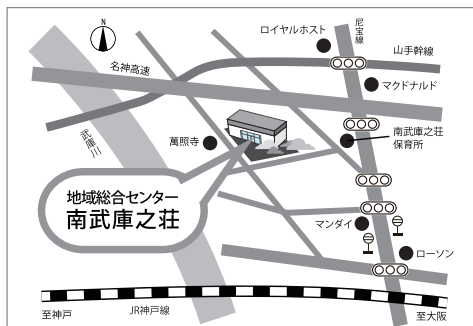 N
ロイヤルホスト
尼宝線
山手幹線
名神高速
マクドナルド
武庫川
萬照寺
南武庫之荘
保育所
地域総合センター
南武庫之荘
マンダイ
ローソン
至神戸
JR神戸線
至大阪